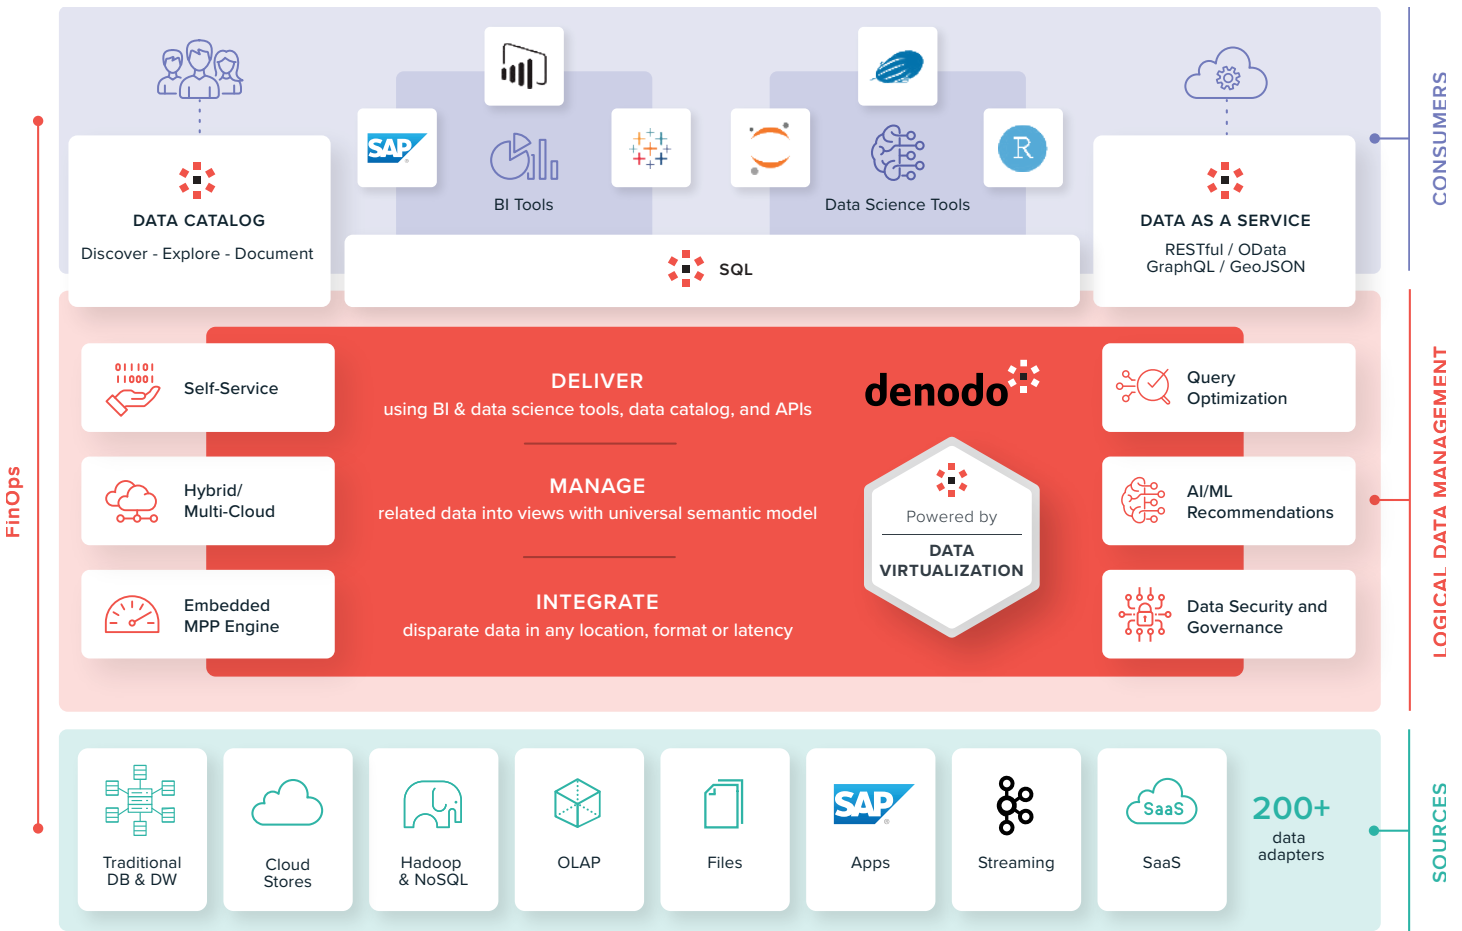 CONSUMERS
SAP
BI Tools
R
Data Science Tools
DATA CATALOG
Discover - Explore - Document
SQL
DATA AS A SERVICE
RESTful / OData
GraphQL / GeoJSON
FinOps
LOGICAL DATA MANAGEMENT
011101
110001
Self-Service
Hybrid/
Multi-Cloud
Embedded
MPP Engine
DELIVER
using BI & data science tools, data catalog, and APIs
MANAGE
related data into views with universal semantic model
INTEGRATE
disparate data in any location, format or latency
denodo
Powered by
DATA
VIRTUALIZATION
Query
Optimization
AI/ML
Recommendations
Data Security and
Governance
SOURCES
Traditional
DB & DW
Cloud
Stores
Hadoop
& NoSQL
OLAP
Files
SAP
Apps
Streaming
SaaS
SaaS
200+
data
adapters